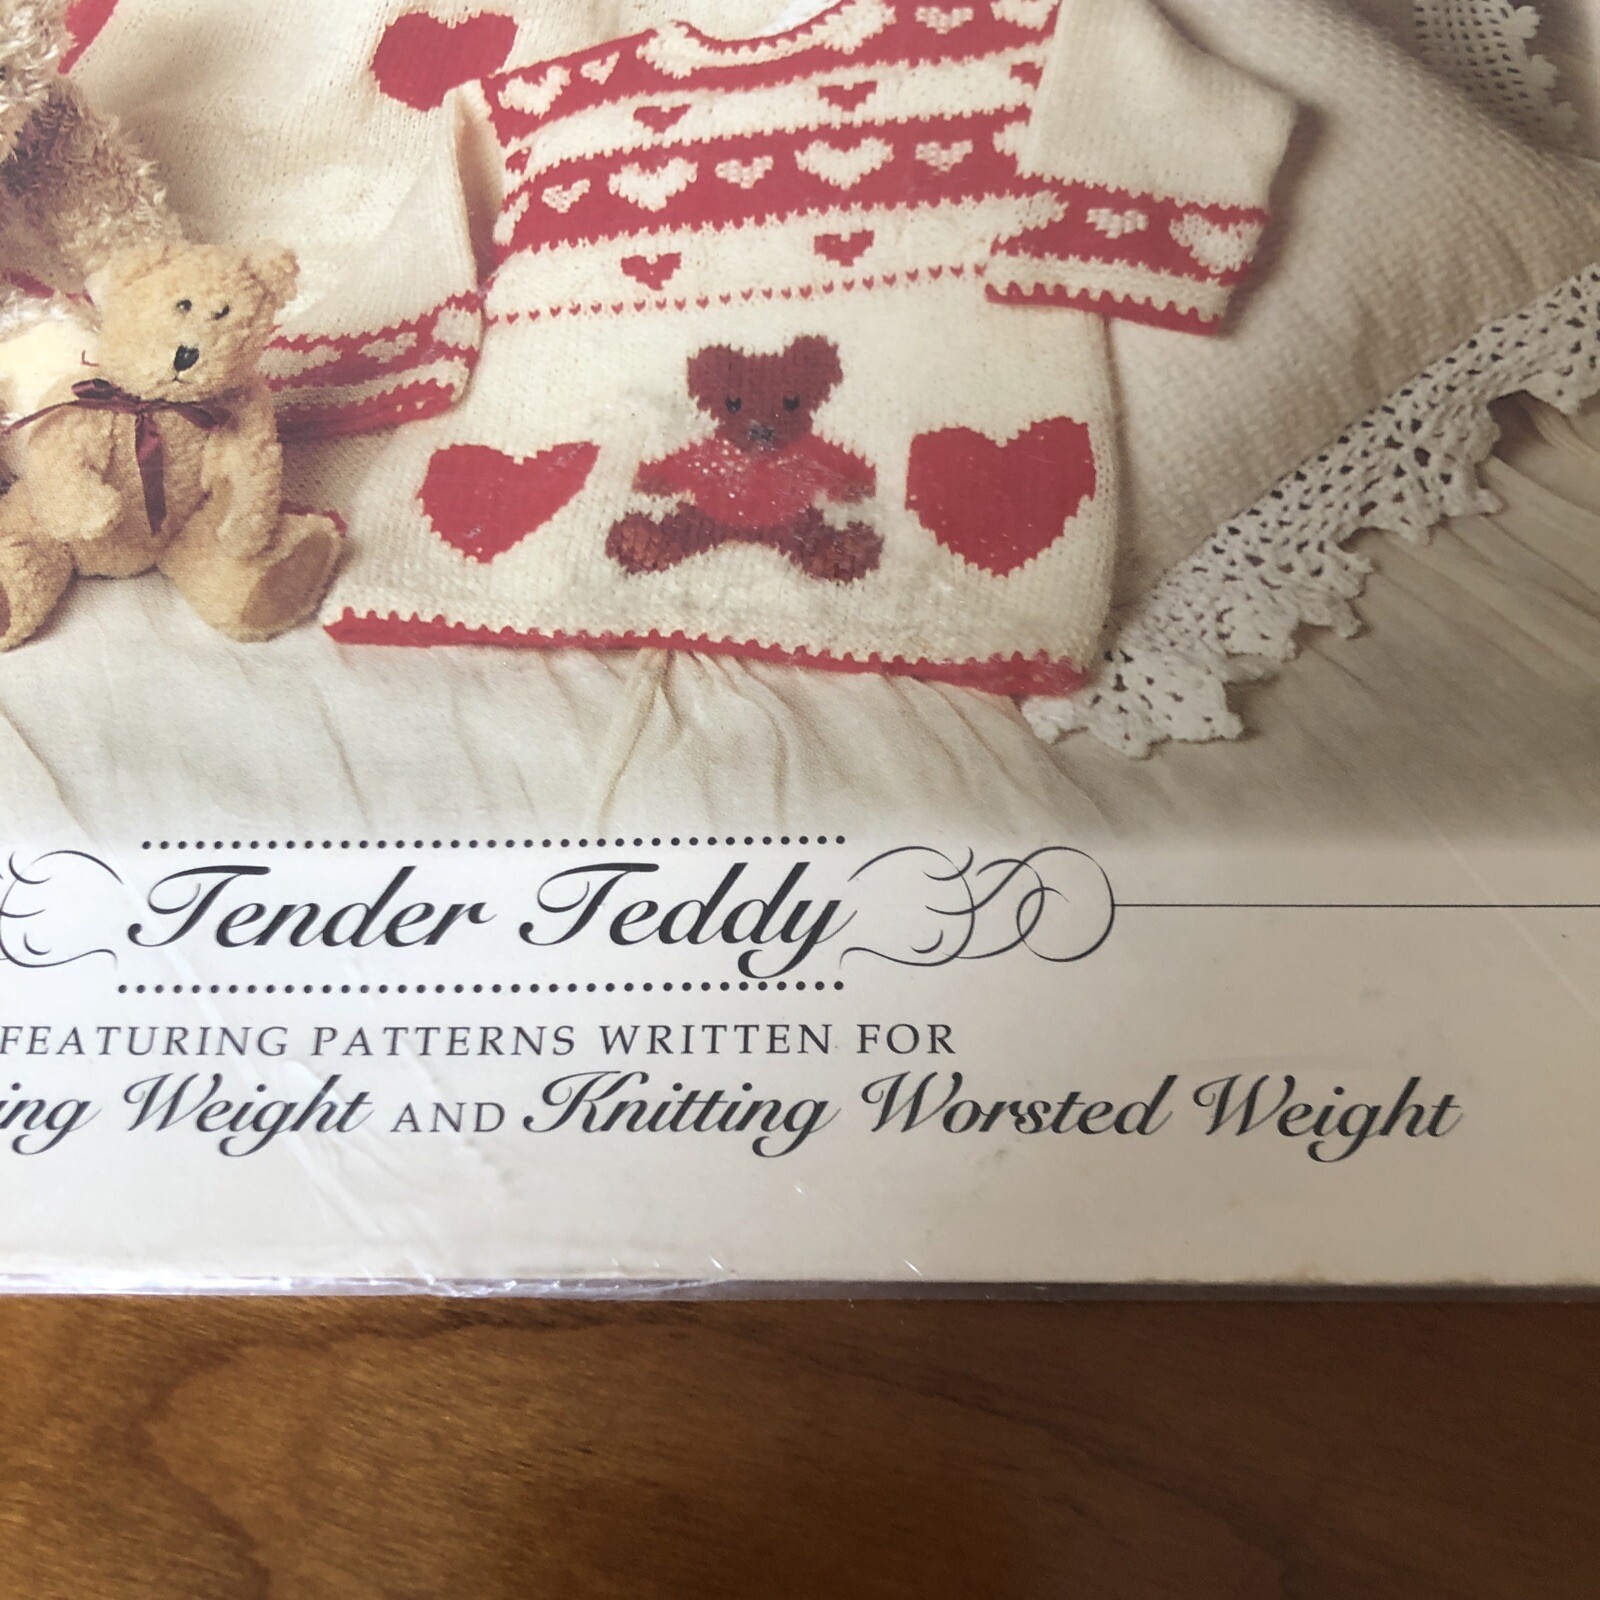 Tender Teddy
FEATURING PATTERNS WRITTEN FOR
ing Weight AND Knitting Worsted Weight